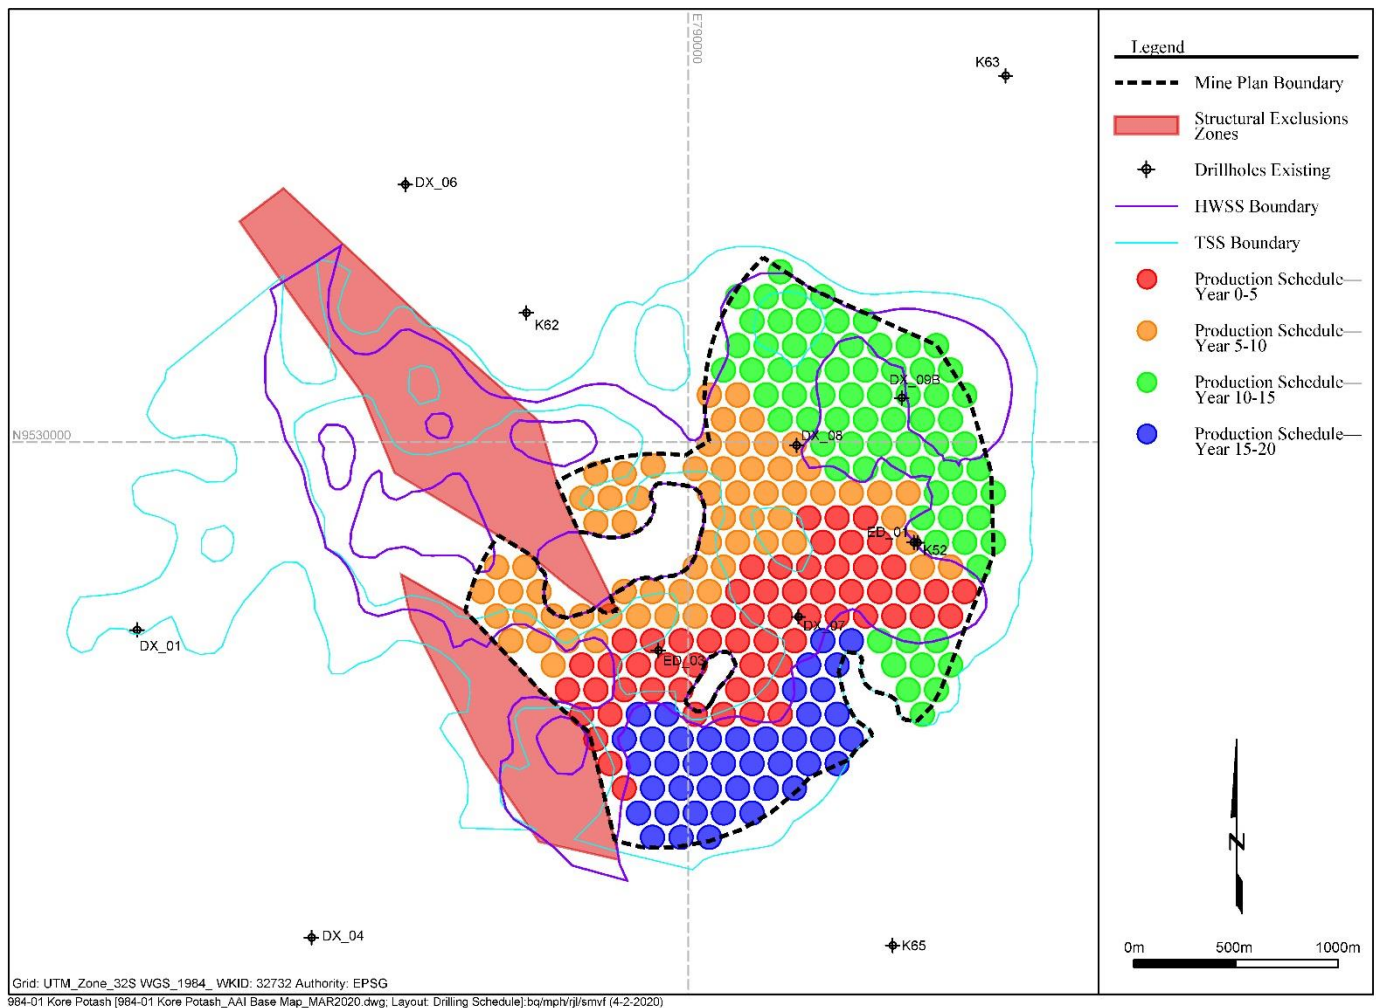 E790000
K63
DX_06
K62
DX_09B
N9530000
DX_08
ED_01
K52
DX_07
DX_01
ED_03
DX_04
K65
Legend
Mine Plan Boundary
Structural Exclusions
Zones
Drillholes Existing
HWSS Boundary
TSS Boundary
Production Schedule—
Year 0-5
Production Schedule—
Year 5-10
Production Schedule—
Year 10-15
Production Schedule—
Year 15-20
N
0m 500m 1000m
Grid: UTM_Zone_32S WGS_1984_ WKID: 32732 Authority: EPSG
984-01 Kore Potash [984-01 Kore Potash_AAI Base Map_MAR2020.dwg; Layout: Drilling Schedule]:bq/mph/rjl/smvf (4-2-2020)